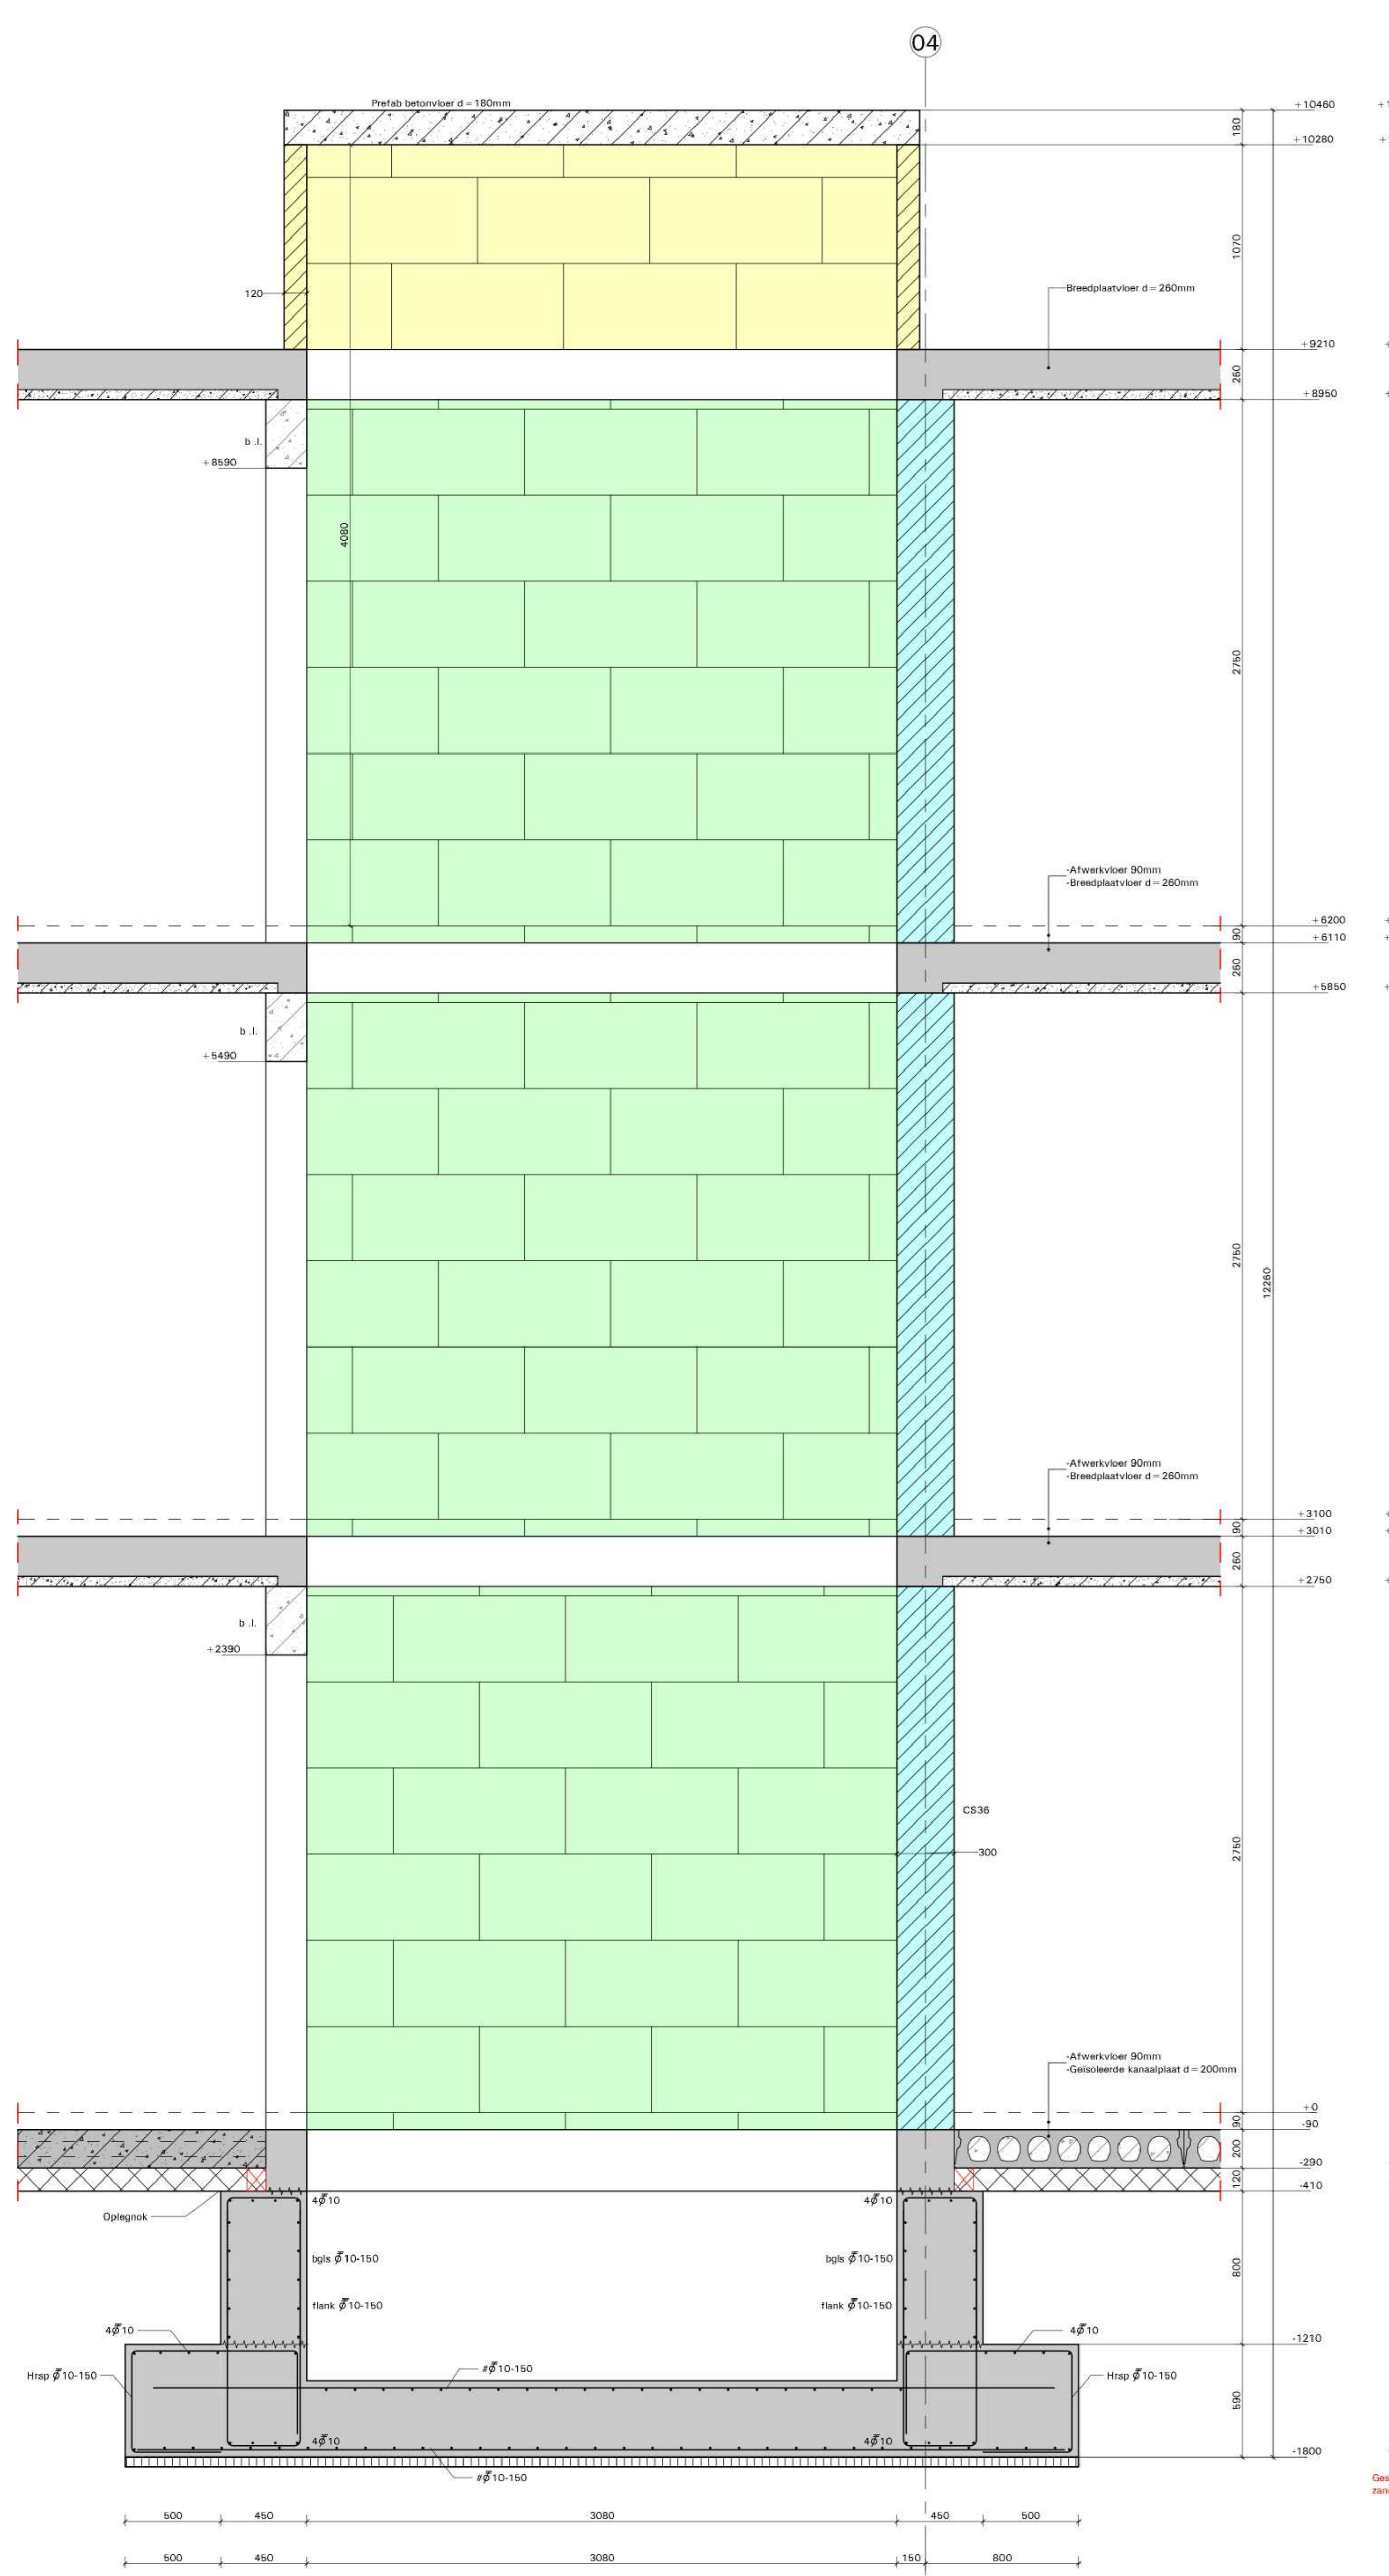 04
Prefab betonvloer d = 180mm
+10460
180
+10280
1070
120
Breedplaatvloer d = 260mm
+9210
260
+8950
b .l.
+8590
4080
2750
-Afwerkvloer 90mm
-Breedplaatvloer d = 260mm
+6200
90
+6110
260
+5850
b .l.
+5490
2750
12260
-Afwerkvloer 90mm
-Breedplaatvloer d = 260mm
+3100
90
+3010
260
+2750
b .l.
+2390
CS36
300
2750
-Afwerkvloer 90mm
-Geïsoleerde kanaalplaat d = 200mm
+0
90
-90
200
-290
120
-410
Oplegnok
4Ø10
4Ø10
bgls Ø10-150
bgls Ø10-150
800
flank Ø10-150
flank Ø10-150
4Ø10
4Ø10
-1210
Hrsp Ø10-150
#Ø10-150
Hrsp Ø10-150
590
4Ø10
4Ø10
-1800
#Ø10-150
Ges
zan
500 450 3080 450 500
500 450 3080 150 800